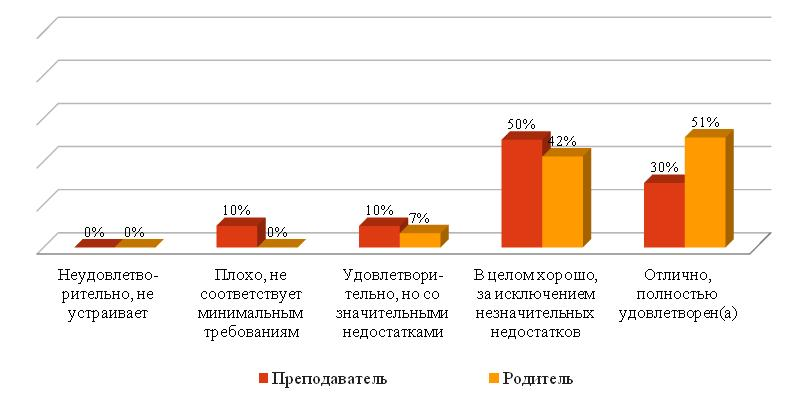 51%
50%
42%
30%
10%
10%
7%
0%
0%
0%
Неудовлетво-
рительно, не
устраивает
Плохо, не
соответствует
минимальным
требованиям
Удовлетвори-
тельно, но со
значительными
недостатками
В целом хорошо,
за исключением
незначительных
недостатков
Отлично,
полностью
удовлетворен(а)
Преподаватель
Родитель